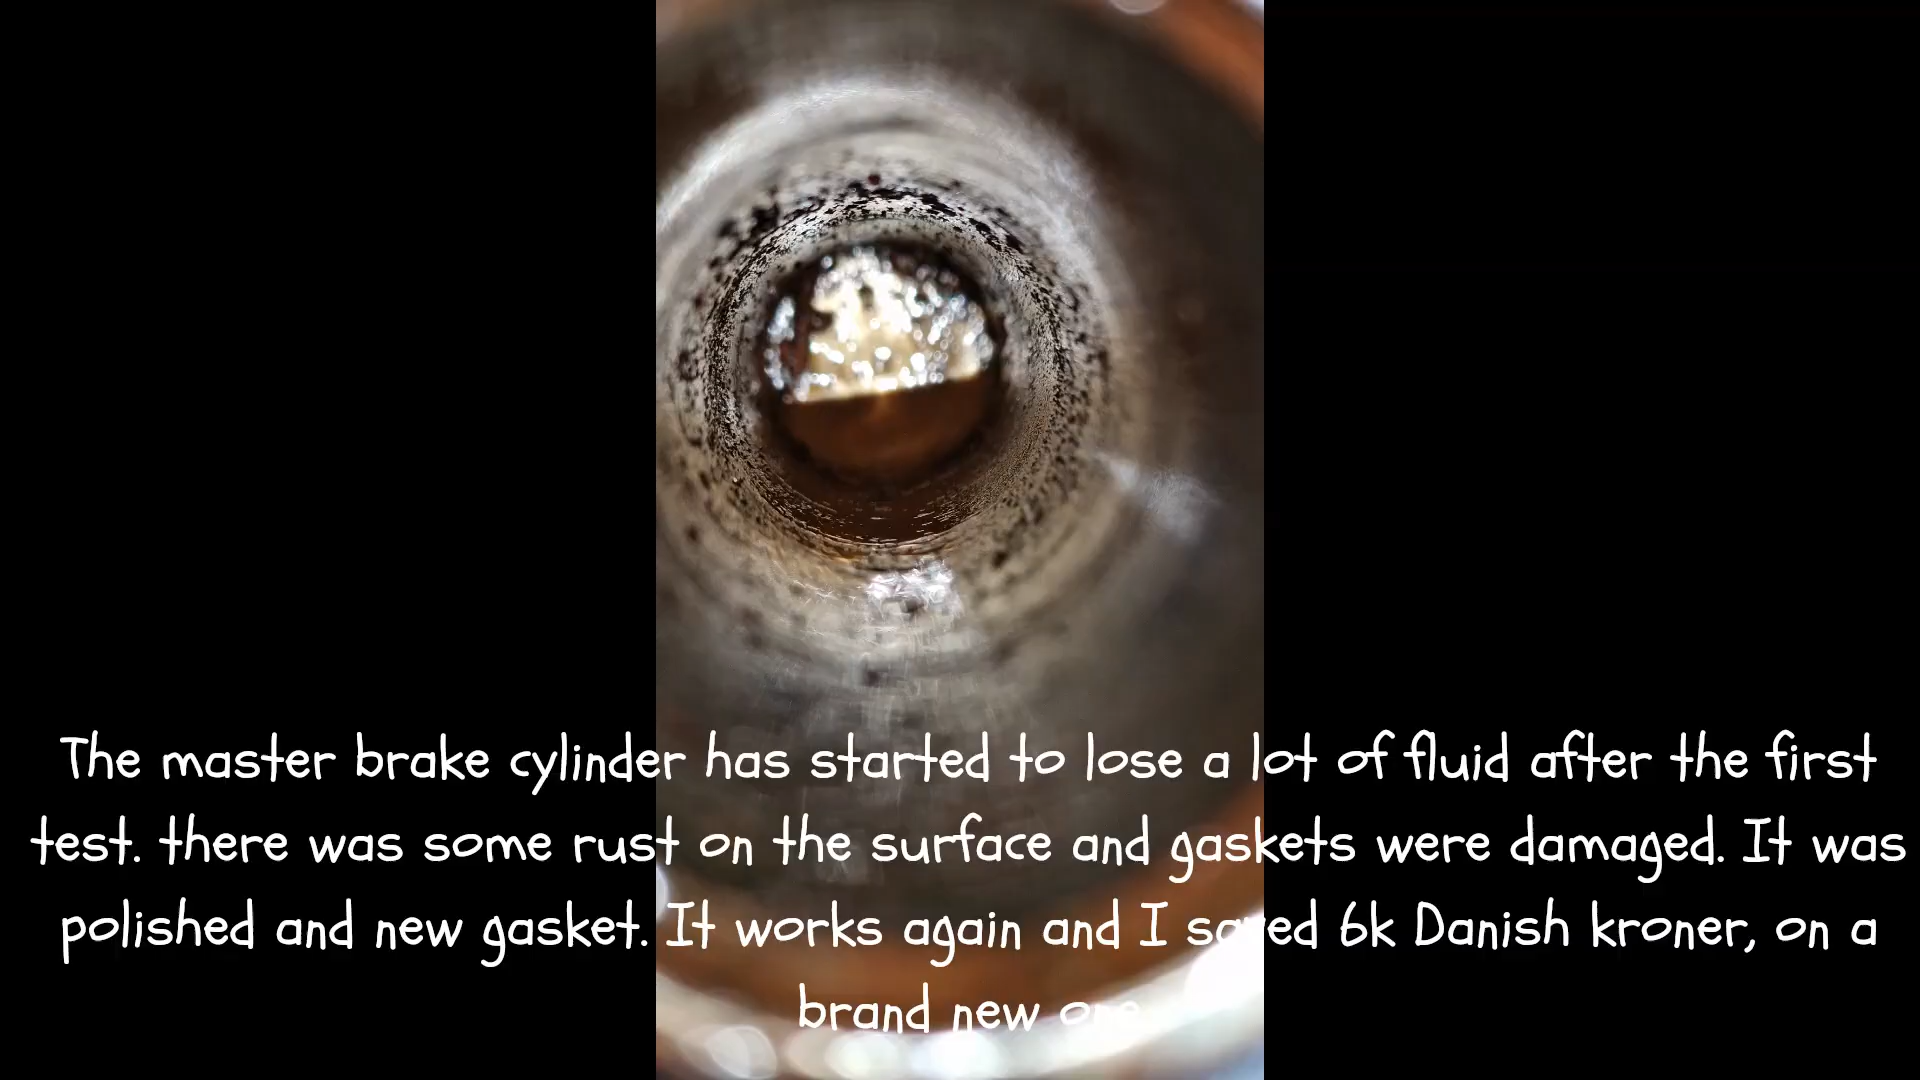 The master brake cylinder has started to lose a lot of fluid after the first
test. there was some rust on the surface and gaskets were damaged. It was
polished and new gasket. It works again and I saved 6k Danish kroner, on a
brand new one